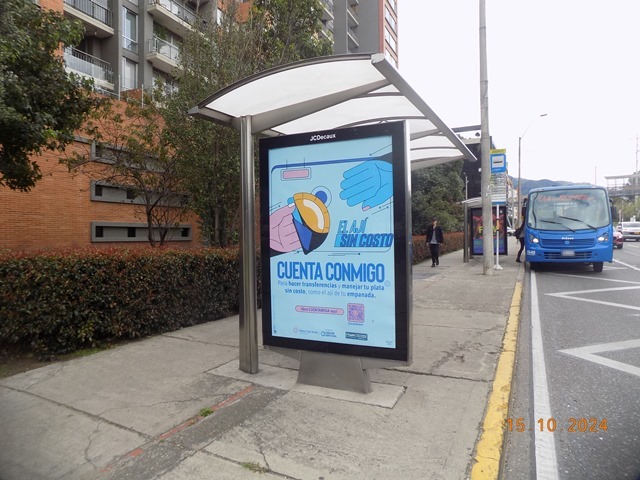 JCDecaux
EL AJÍ
SIN COSTO
CUENTA CONMIGO
Para hacer transferencias y manejar tu plata
sin costo, como el ají de tu empanada.
15.10.2024